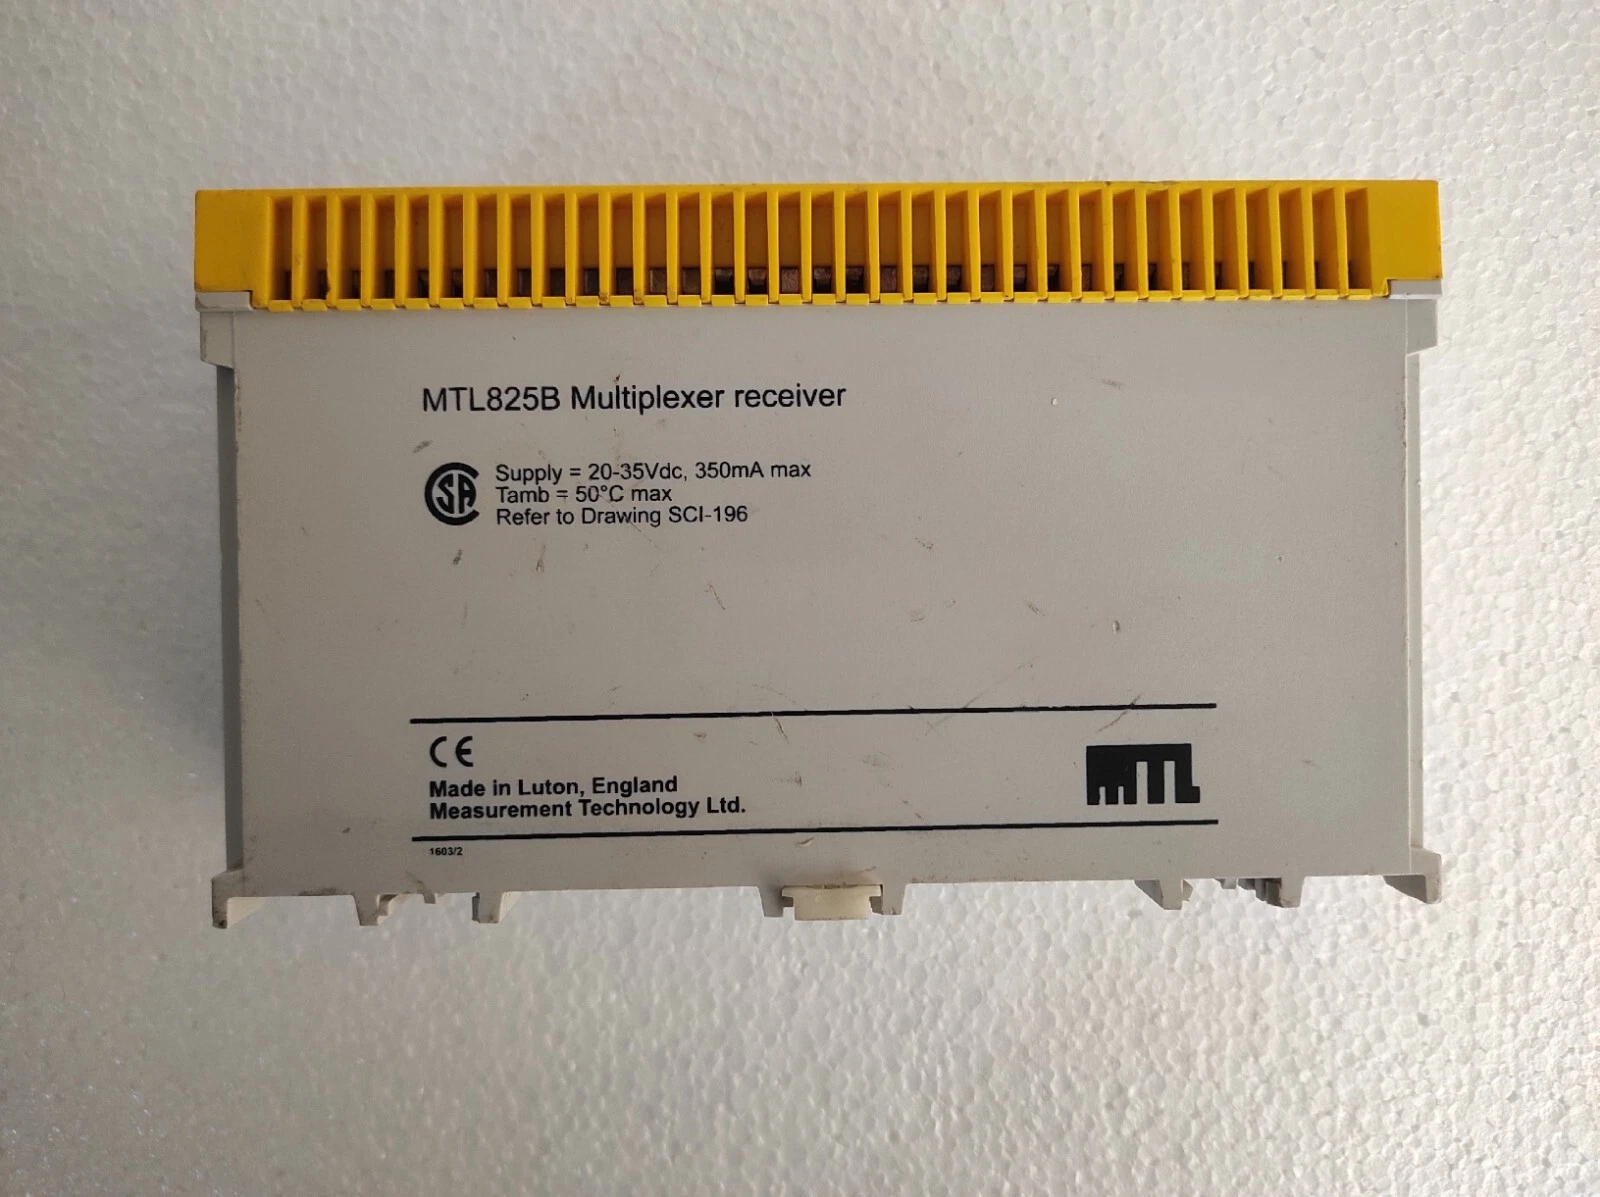 MTL825B Multiplexer receiver
SA
Supply = 20-35Vdc, 350mA max
Tamb = 50°C max
Refer to Drawing SCI-196
CE
Made in Luton, England
Measurement Technology Ltd.
MTL
1603/2